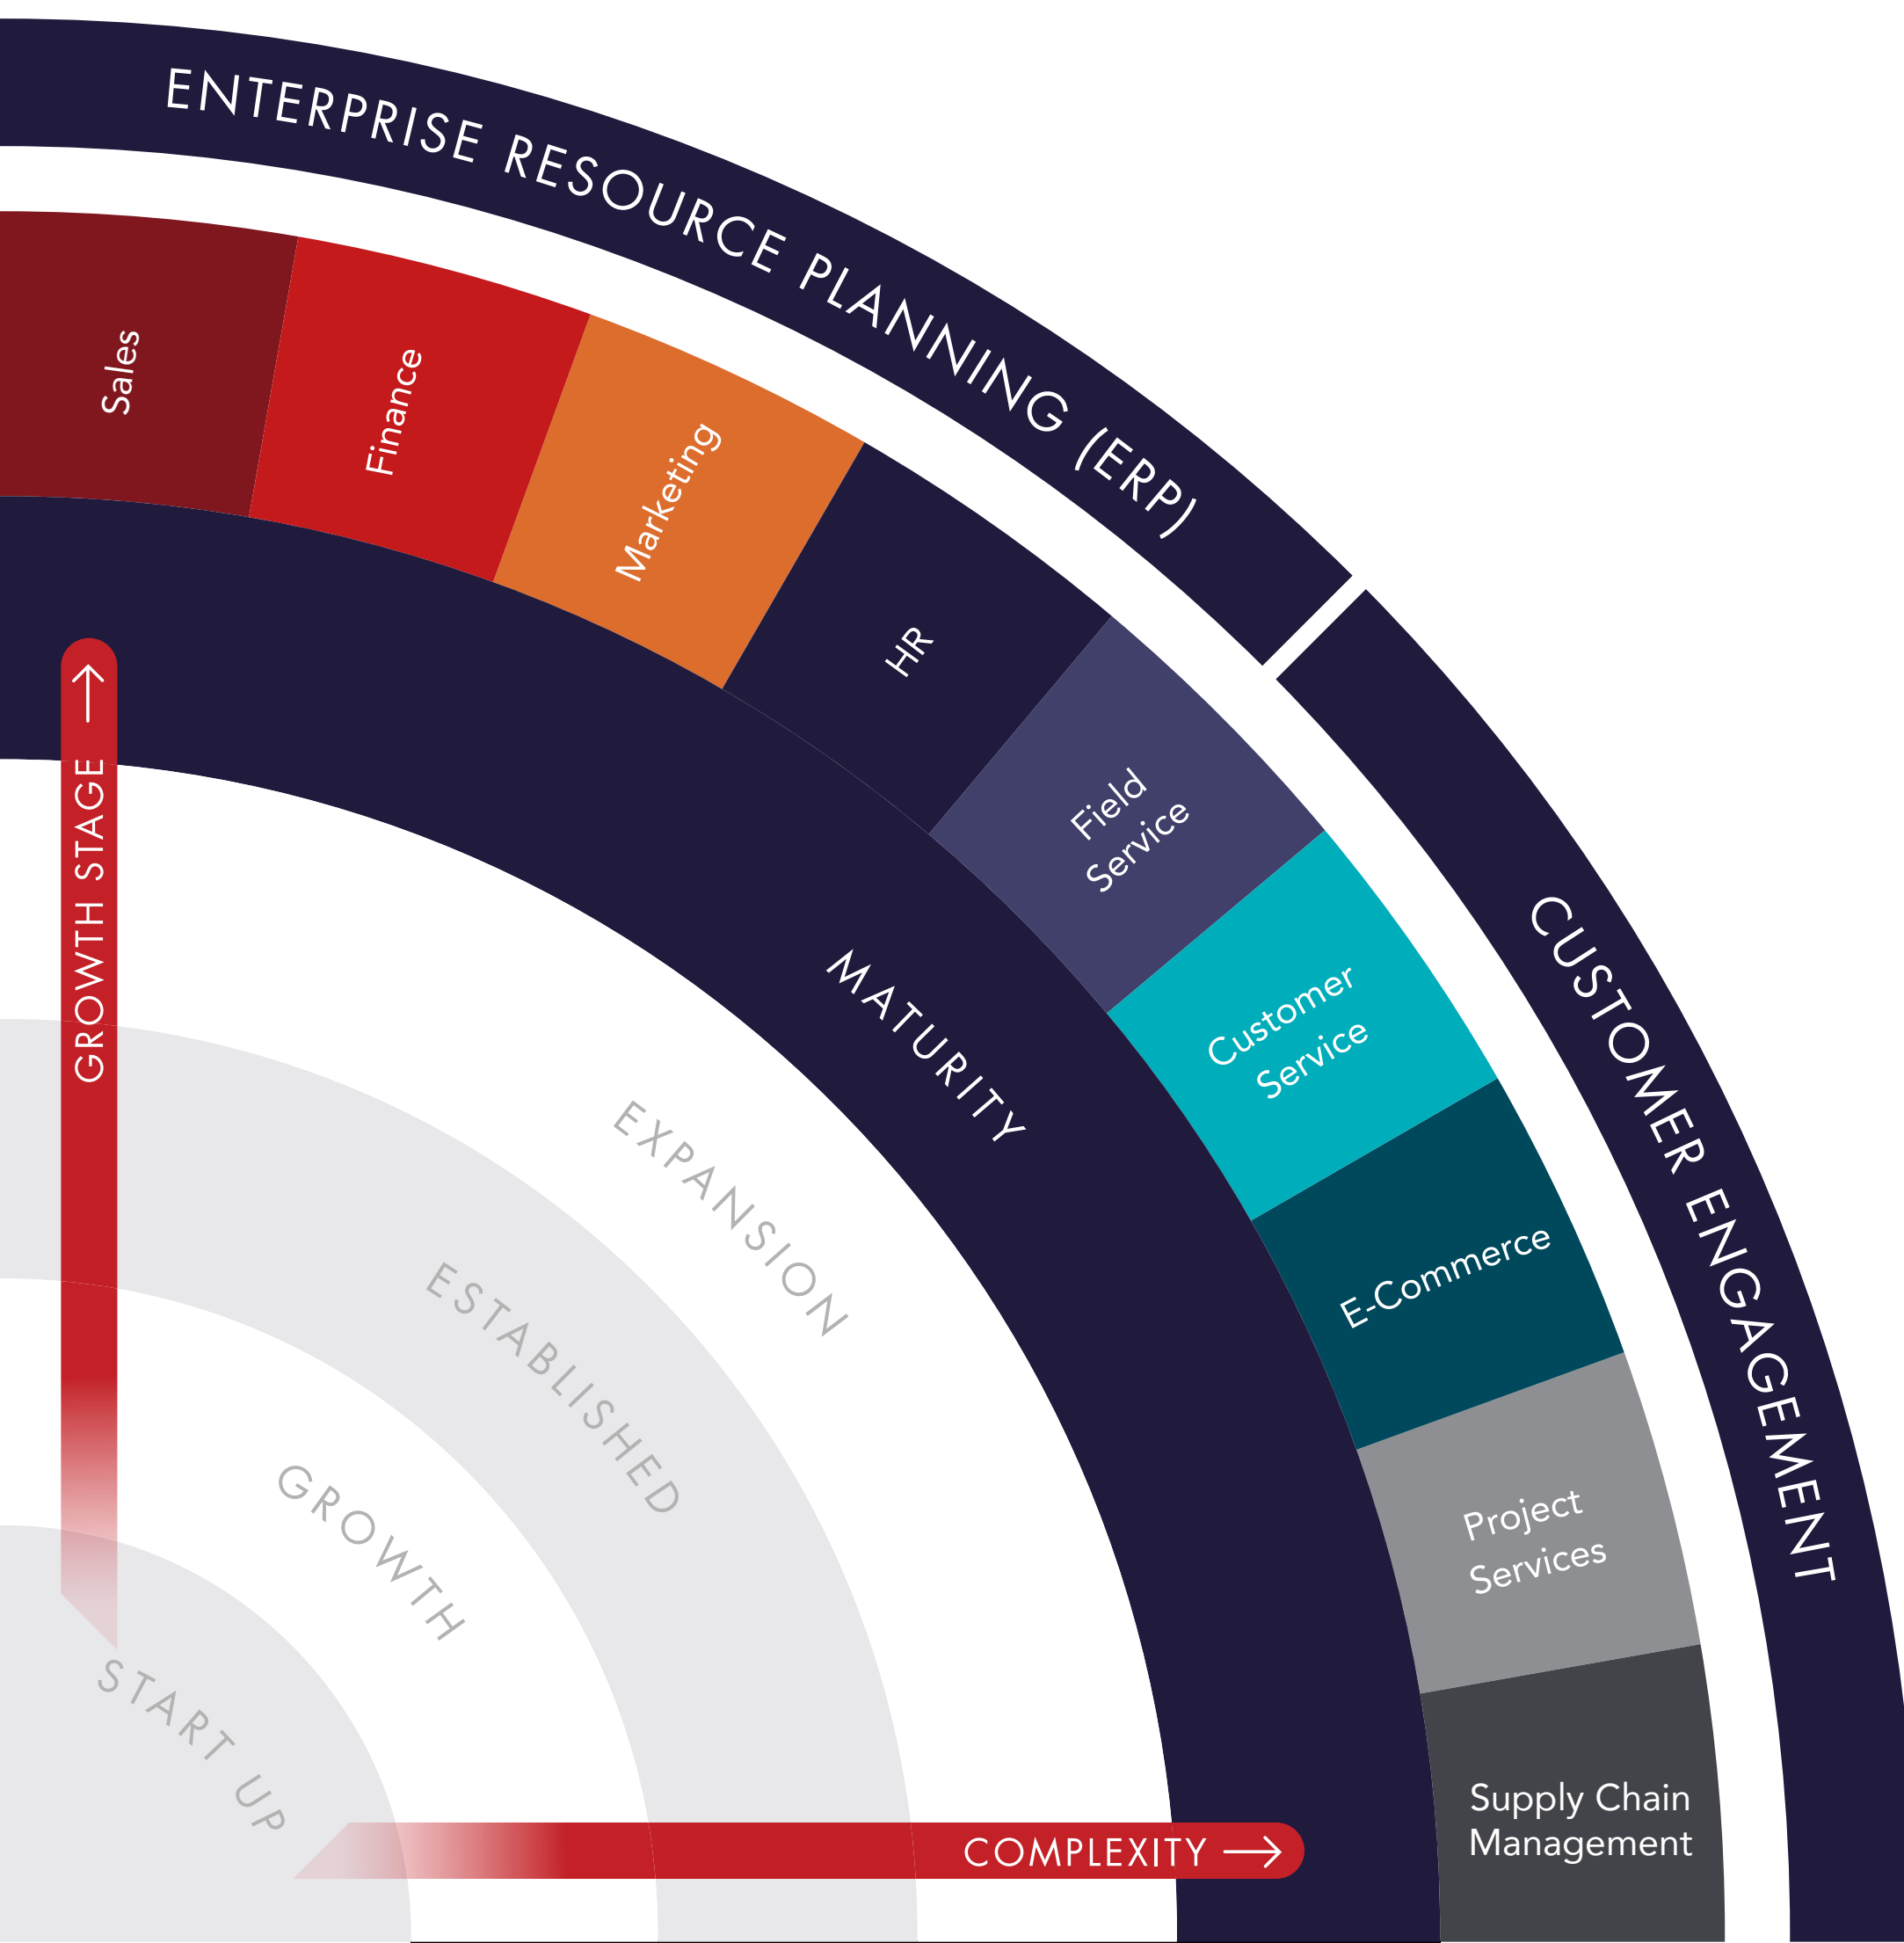 ENTERPRISE RESOURCE PLANNING (ERP)
CUSTOMER ENGAGEMENT
Sales
Finance
Marketing
HR
Field
Service
Customer
Service
E-Commerce
Project
Services
Supply Chain
Management
MATURITY
EXPANSION
ESTABLISHED
GROWTH
START UP
GROWTH STAGE
COMPLEXITY